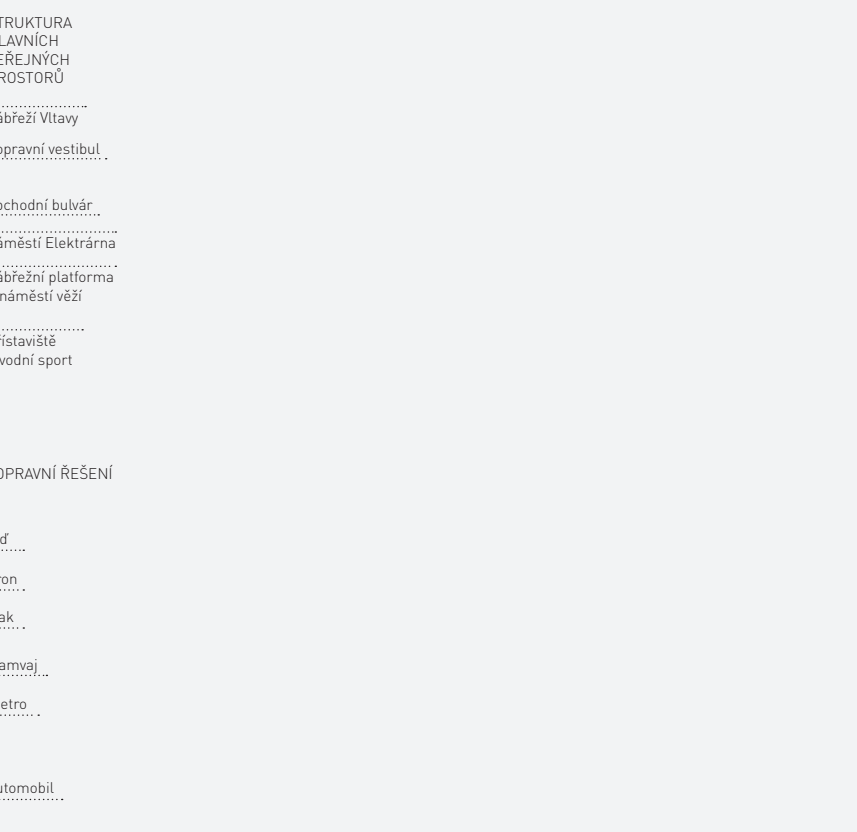 TRUKTURA
LAVNÍCH
EŘEJNÝCH
ROSTORŮ
ábřeží Vltavy
opravní vestibul
bchodní bulvár
áměstí Elektrárna
ábřežní platforma
náměstí věží
řístaviště
vodní sport
OPRAVNÍ ŘEŠENÍ
ď
ron
ak
amvaj
etro
utomobil